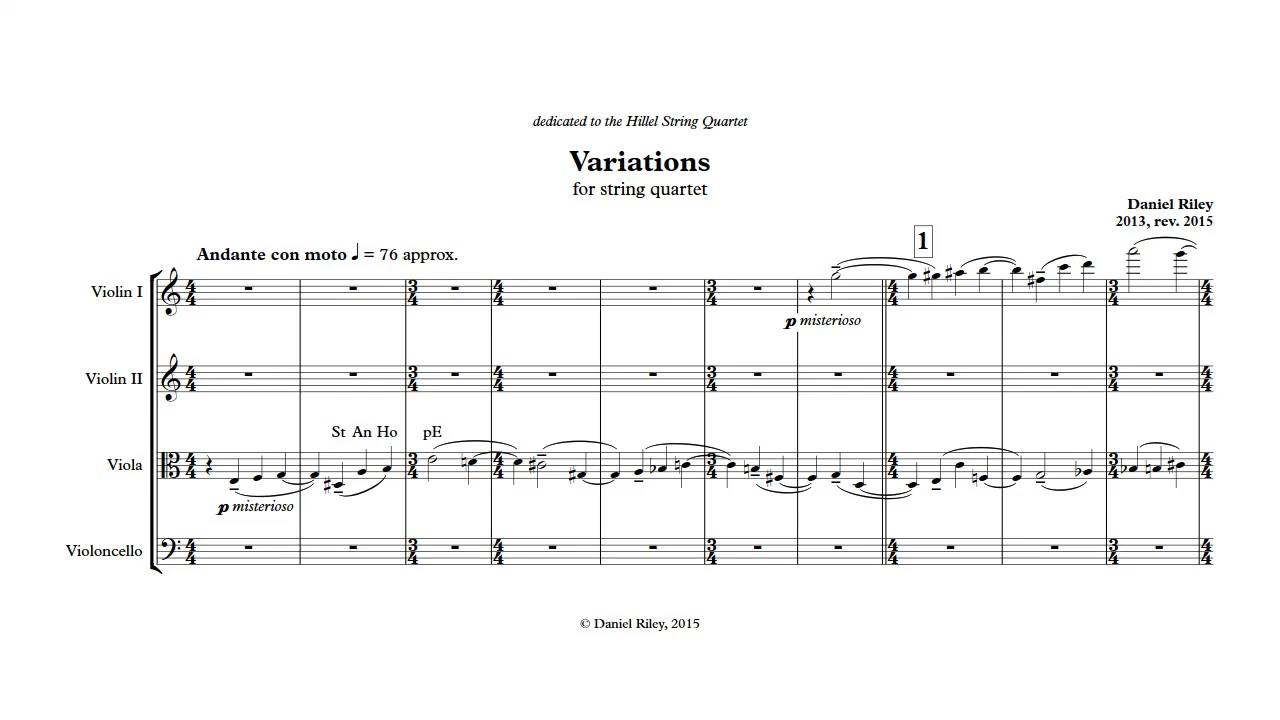 dedicated to the Hillel String Quartet
Variations
for string quartet
Daniel Riley
2013, rev. 2015
Andante con moto ♩ = 76 approx.
1
Violin I
p misterioso
Violin II
St An Ho pE
Viola
p misterioso
Violoncello
© Daniel Riley, 2015